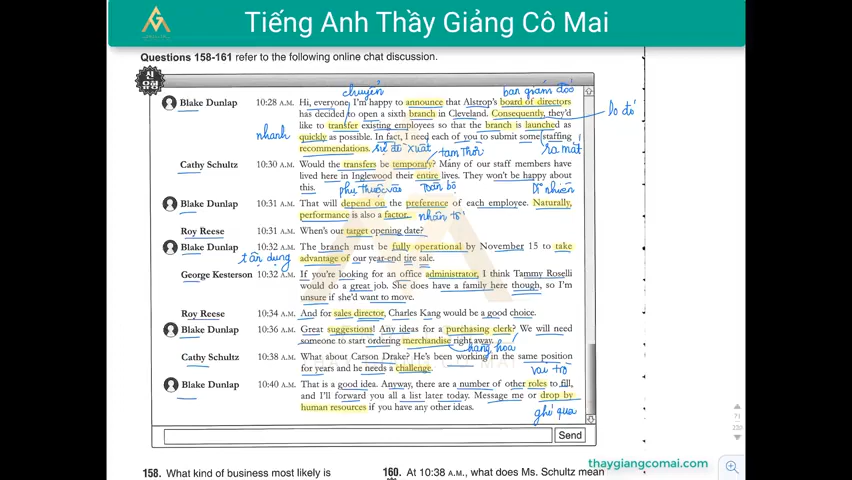 Tiếng Anh Thầy Giảng Cô Mai
Questions 158-161 refer to the following online chat discussion.
chuyển
ban giám đốc
Blake Dunlap 10:28 A.M. Hi, everyone. I'm happy to announce that Alstrop's board of directors
has decided to open a sixth branch in Cleveland. Consequently, they'd
do đó
like to transfer existing employees so that the branch is launched as
nhanh
quickly as possible. In fact, I need each of you to submit some staffing
recommendations. sự đề xuất
ra mắt
tạm thời
Cathy Schultz 10:30 A.M. Would the transfers be temporary? Many of our staff members have
lived here in Inglewood their entire lives. They won't be happy about
this.
phụ thuộc vào
toàn bộ
dĩ nhiên
Blake Dunlap 10:31 A.M. That will depend on the preference of each employee. Naturally,
performance is also a factor. nhân tố
Roy Reese 10:31 A.M. When's our target opening date?
Blake Dunlap 10:32 A.M. The branch must be fully operational by November 15 to take
tận dụng
advantage of our year-end tire sale.
George Kesterson 10:32 A.M. If you're looking for an office administrator, I think Tammy Roselli
would do a great job. She does have a family here though, so I'm
unsure if she'd want to move.
Roy Reese 10:34 A.M. And for sales director, Charles Kang would be a good choice.
Blake Dunlap 10:36 A.M. Great suggestions! Any ideas for a purchasing clerk? We will need
someone to start ordering merchandise right away.
hàng hoá
Cathy Schultz 10:38 A.M. What about Carson Drake? He's been working in the same position
for years and he needs a challenge.
vai trò
Blake Dunlap 10:40 A.M. That is a good idea. Anyway, there are a number of other roles to fill,
and I'll forward you all a list later today. Message me or drop by
human resources if you have any other ideas.
ghé qua
Send
thaygiangcomai.com
158. What kind of business most likely is
160. At 10:38 A.M., what does Ms. Schultz mean